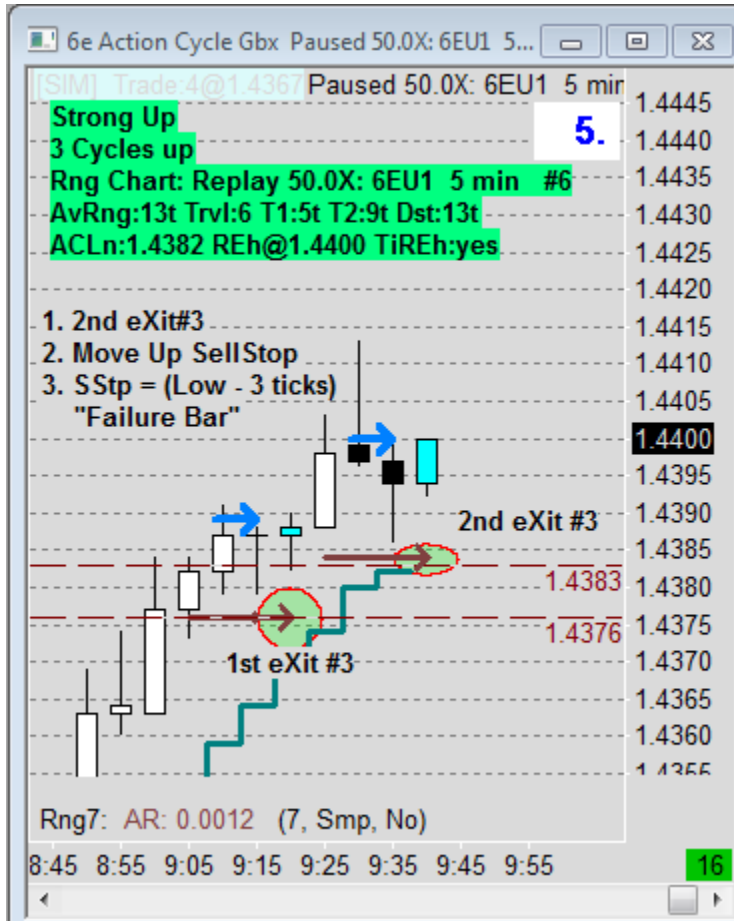 6e Action Cycle Gbx Paused 50.0X: 6EU1 5...
[SIM] Trade:4@1.4367 Paused 50.0X: 6EU1 5 min
Strong Up
5.
3 Cycles up
Rng Chart: Replay 50.0X: 6EU1 5 min #6
AvRng:13t Trvl:6 T1:5t T2:9t Dst:13t
ACLn:1.4382 REh@1.4400 TiREh:yes
1. 2nd eXit#3
2. Move Up SellStop
3. SStp = (Low - 3 ticks)
"Failure Bar"
2nd eXit #3
1.4383
1.4376
1st eXit #3
1.4445
1.4440
1.4435
1.4430
1.4425
1.4420
1.4415
1.4410
1.4405
1.4400
1.4395
1.4390
1.4385
1.4380
1.4375
1.4370
1.4365
1.4360
Rng7: AR: 0.0012 (7, Smp, No)
8:45 8:55 9:05 9:15 9:25 9:35 9:45 9:55 16